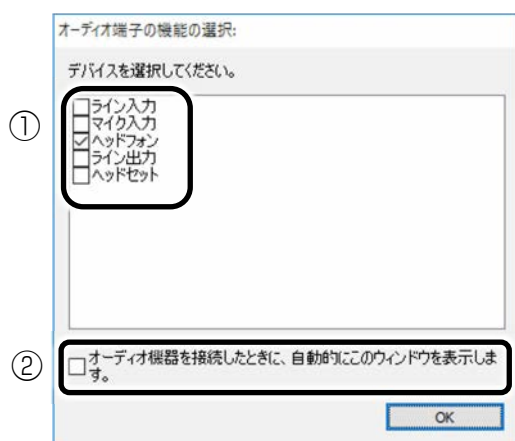 オーディオ端子の機能の選択:
デバイスを選択してください。
①
ライン入力
マイク入力
ヘッドフォン
ライン出力
ヘッドセット
②
オーディオ機器を接続したときに、自動的にこのウィンドウを表示しま
す。
OK